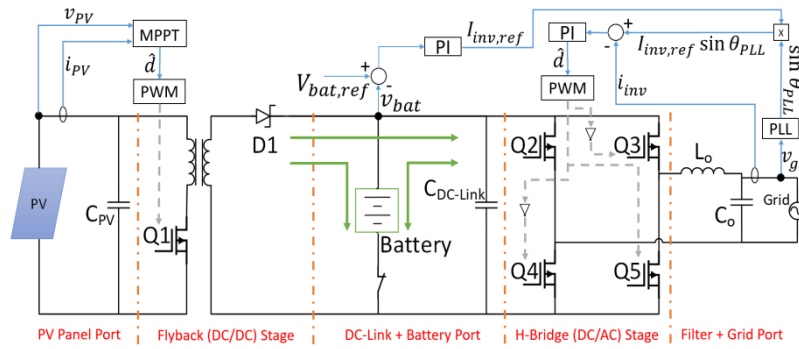 v_PV
MPPT
i_PV
d̂
PWM
PI
I_inv,ref
V_bat,ref
+
-
v_bat
PI
+
-
d̂
PWM
I_inv,ref sin θ_PLL
x
i_inv
sin θ_PLL
PLL
v_g
PV
C_PV
Q1
D1
Battery
C_DC-Link
Q2
Q3
Q4
Q5
L_o
C_o
Grid
PV Panel Port
Flyback (DC/DC) Stage
DC-Link + Battery Port
H-Bridge (DC/AC) Stage
Filter + Grid Port